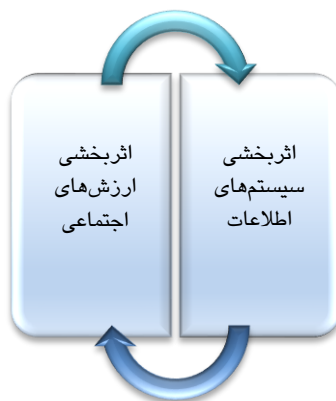 اثربخشی
سیستم‌های
اطلاعات
اثربخشی
ارزش‌های
اجتماعی